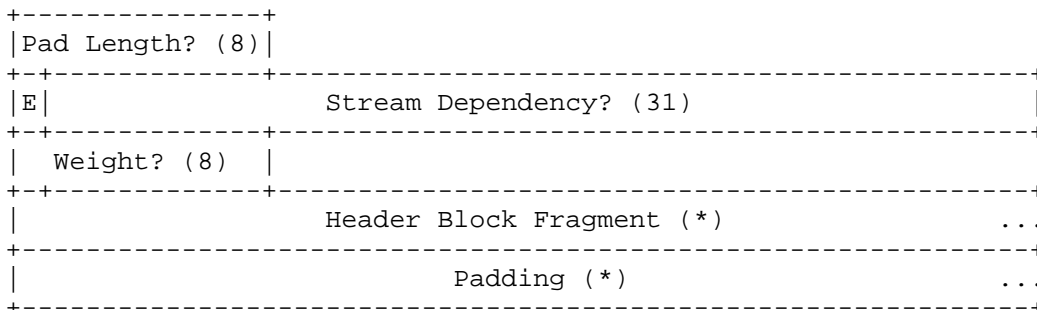 Pad Length? (8)
E Stream Dependency? (31)
Weight? (8)
Header Block Fragment (*) ...
Padding (*) ...